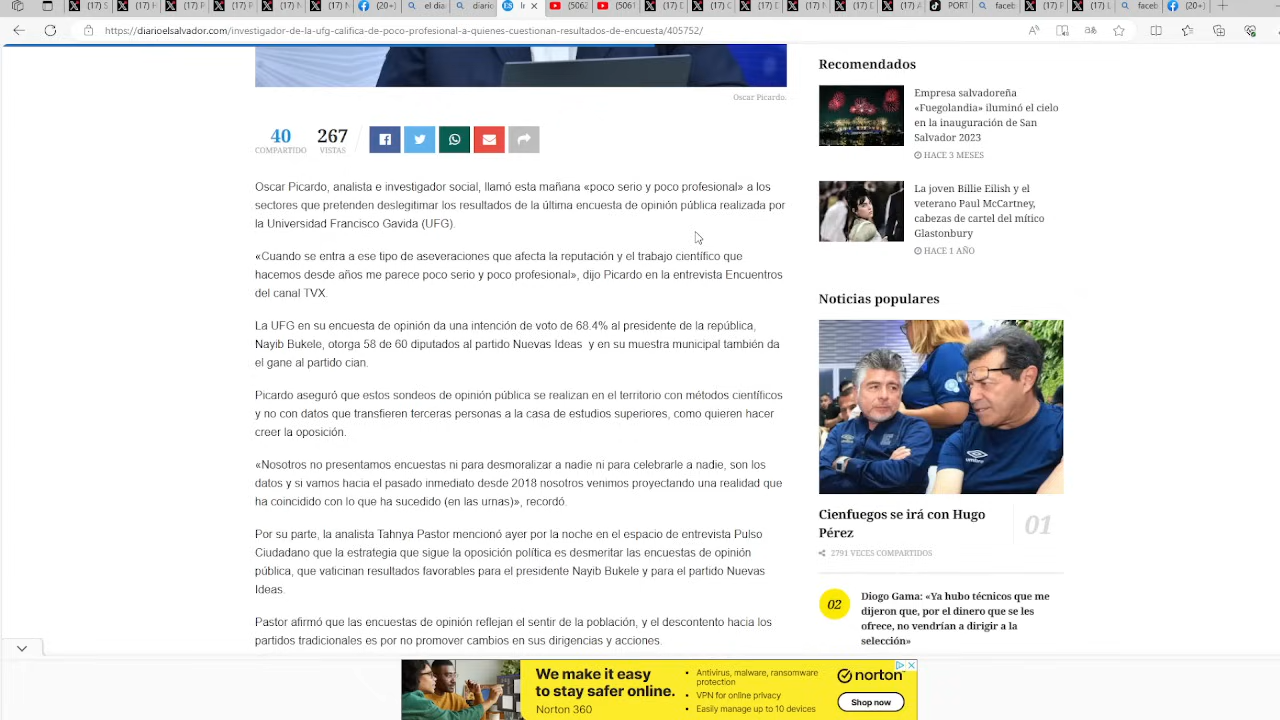 https://diarioelsalvador.com/investigador-de-la-ufg-califica-de-poco-profesional-a-quienes-cuestionan-resultados-de-encuesta/405752/
Oscar Picardo.
40
COMPARTIDO
267
VISTAS
Oscar Picardo, analista e investigador social, llamó esta mañana «poco serio y poco profesional» a los
sectores que pretenden deslegitimar los resultados de la última encuesta de opinión pública realizada por
la Universidad Francisco Gavida (UFG).
«Cuando se entra a ese tipo de aseveraciones que afecta la reputación y el trabajo científico que
hacemos desde años me parece poco serio y poco profesional», dijo Picardo en la entrevista Encuentros
del canal TVX.
La UFG en su encuesta de opinión da una intención de voto de 68.4% al presidente de la república,
Nayib Bukele, otorga 58 de 60 diputados al partido Nuevas Ideas  y en su muestra municipal también da
el gane al partido cian.
Picardo aseguró que estos sondeos de opinión pública se realizan en el territorio con métodos científicos
y no con datos que transfieren terceras personas a la casa de estudios superiores, como quieren hacer
creer la oposición.
«Nosotros no presentamos encuestas ni para desmoralizar a nadie ni para celebrarle a nadie, son los
datos y si vamos hacia el pasado inmediato desde 2018 nosotros venimos proyectando una realidad que
ha coincidido con lo que ha sucedido (en las urnas)», recordó.
Por su parte, la analista Tahnya Pastor mencionó ayer por la noche en el espacio de entrevista Pulso
Ciudadano que la estrategia que sigue la oposición política es desmeritar las encuestas de opinión
pública, que vaticinan resultados favorables para el presidente Nayib Bukele y para el partido Nuevas
Ideas.
Pastor afirmó que las encuestas de opinión reflejan el sentir de la población, y el descontento hacia los
partidos tradicionales es por no promover cambios en sus dirigencias y acciones.
Recomendados
Empresa salvadoreña
«Fuegolandia» iluminó el cielo
en la inauguración de San
Salvador 2023
HACE 3 MESES
La joven Billie Eilish y el
veterano Paul McCartney,
cabezas de cartel del mítico
Glastonbury
HACE 1 AÑO
Noticias populares
umbro
Cienfuegos se irá con Hugo
Pérez
01
2791 VECES COMPARTIDOS
02
Diogo Gama: «Ya hubo técnicos que me
dijeron que, por el dinero que se les
ofrece, no vendrían a dirigir a la
selección»
We make it easy
to stay safer online.
Norton 360
• Antivirus, malware, ransomware
protection
• VPN for online privacy
• Easily manage up to 10 devices
norton
Shop now